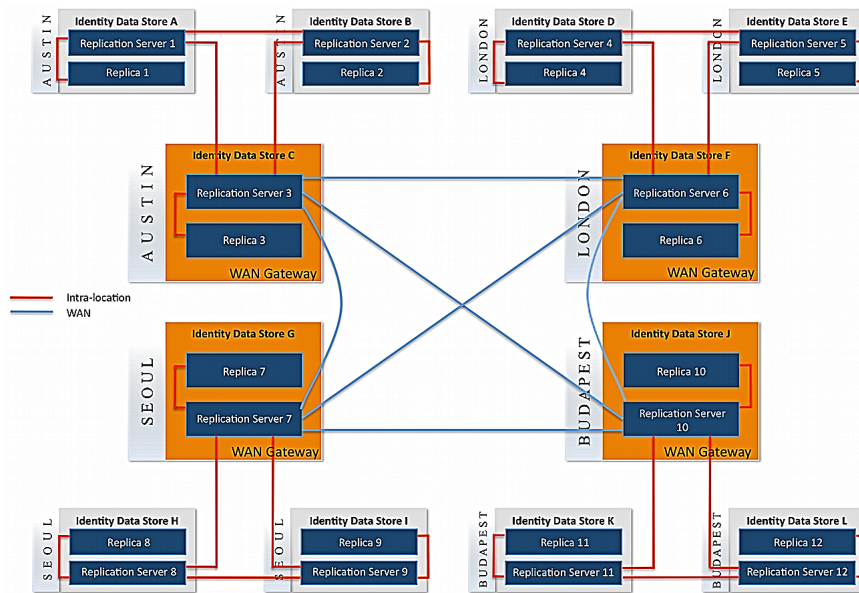 Identity Data Store A
AUSTIN
Replication Server 1
Replica 1
Identity Data Store B
AUSTIN
Replication Server 2
Replica 2
Identity Data Store D
LONDON
Replication Server 4
Replica 4
Identity Data Store E
LONDON
Replication Server 5
Replica 5
Identity Data Store C
AUSTIN
Replication Server 3
Replica 3
WAN Gateway
Identity Data Store F
LONDON
Replication Server 6
Replica 6
WAN Gateway
Intra-location
WAN
Identity Data Store G
SEOUL
Replica 7
Replication Server 7
WAN Gateway
Identity Data Store J
BUDAPEST
Replica 10
Replication Server
10
WAN Gateway
Identity Data Store H
SEOUL
Replica 8
Replication Server 8
Identity Data Store I
SEOUL
Replica 9
Replication Server 9
Identity Data Store K
BUDAPEST
Replica 11
Replication Server 11
Identity Data Store L
BUDAPEST
Replica 12
Replication Server 12